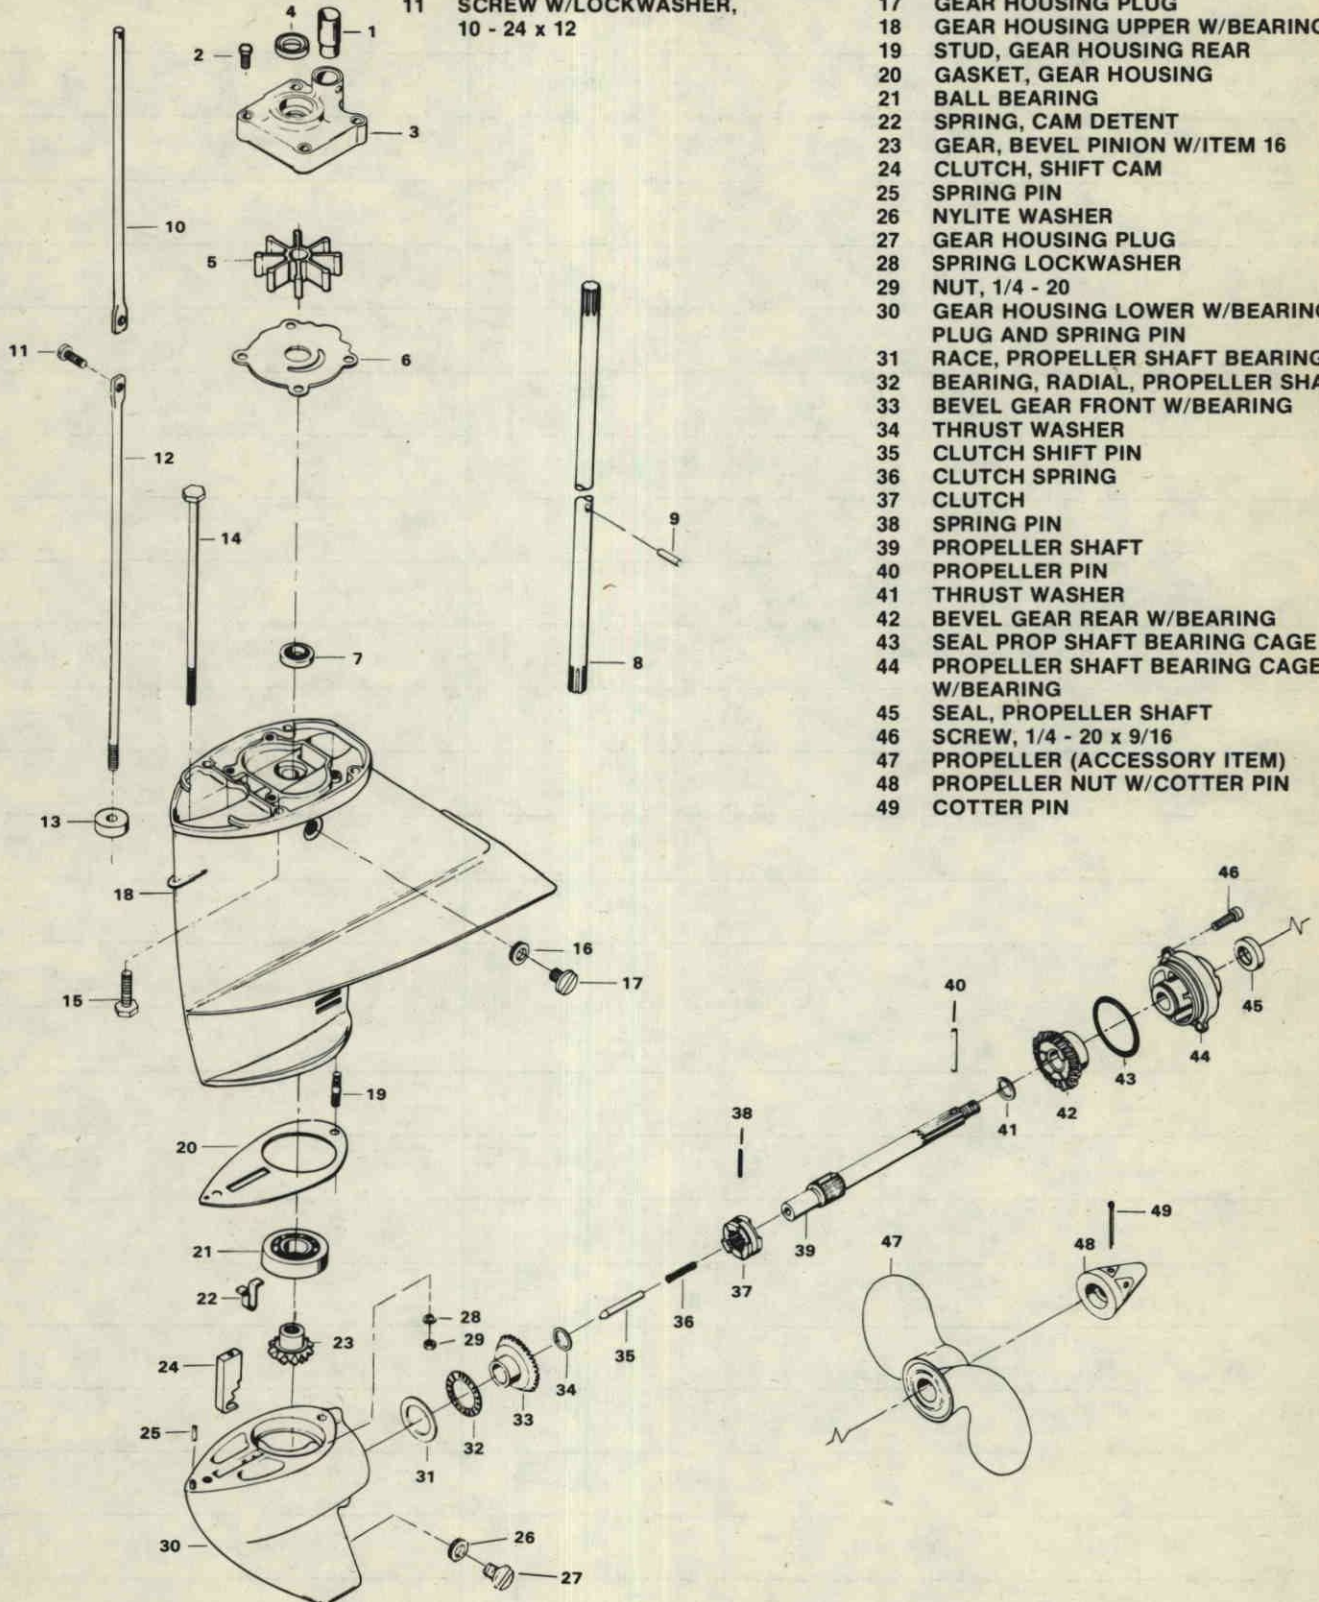 11 SCREW W/LOCKWASHER,
10 - 24 x 12
17 GEAR HOUSING PLUG
18 GEAR HOUSING UPPER W/BEARING
19 STUD, GEAR HOUSING REAR
20 GASKET, GEAR HOUSING
21 BALL BEARING
22 SPRING, CAM DETENT
23 GEAR, BEVEL PINION W/ITEM 16
24 CLUTCH, SHIFT CAM
25 SPRING PIN
26 NYLITE WASHER
27 GEAR HOUSING PLUG
28 SPRING LOCKWASHER
29 NUT, 1/4 - 20
30 GEAR HOUSING LOWER W/BEARING
PLUG AND SPRING PIN
31 RACE, PROPELLER SHAFT BEARING
32 BEARING, RADIAL, PROPELLER SHA
33 BEVEL GEAR FRONT W/BEARING
34 THRUST WASHER
35 CLUTCH SHIFT PIN
36 CLUTCH SPRING
37 CLUTCH
38 SPRING PIN
39 PROPELLER SHAFT
40 PROPELLER PIN
41 THRUST WASHER
42 BEVEL GEAR REAR W/BEARING
43 SEAL PROP SHAFT BEARING CAGE
44 PROPELLER SHAFT BEARING CAGE
W/BEARING
45 SEAL, PROPELLER SHAFT
46 SCREW, 1/4 - 20 x 9/16
47 PROPELLER (ACCESSORY ITEM)
48 PROPELLER NUT W/COTTER PIN
49 COTTER PIN
4
1
2
3
10
5
6
11
12
14
9
7
8
13
18
16
17
15
19
20
21
22
23
28
29
24
25
30
26
27
31
32
33
34
35
36
37
38
39
40
41
42
43
44
45
46
47
48
49